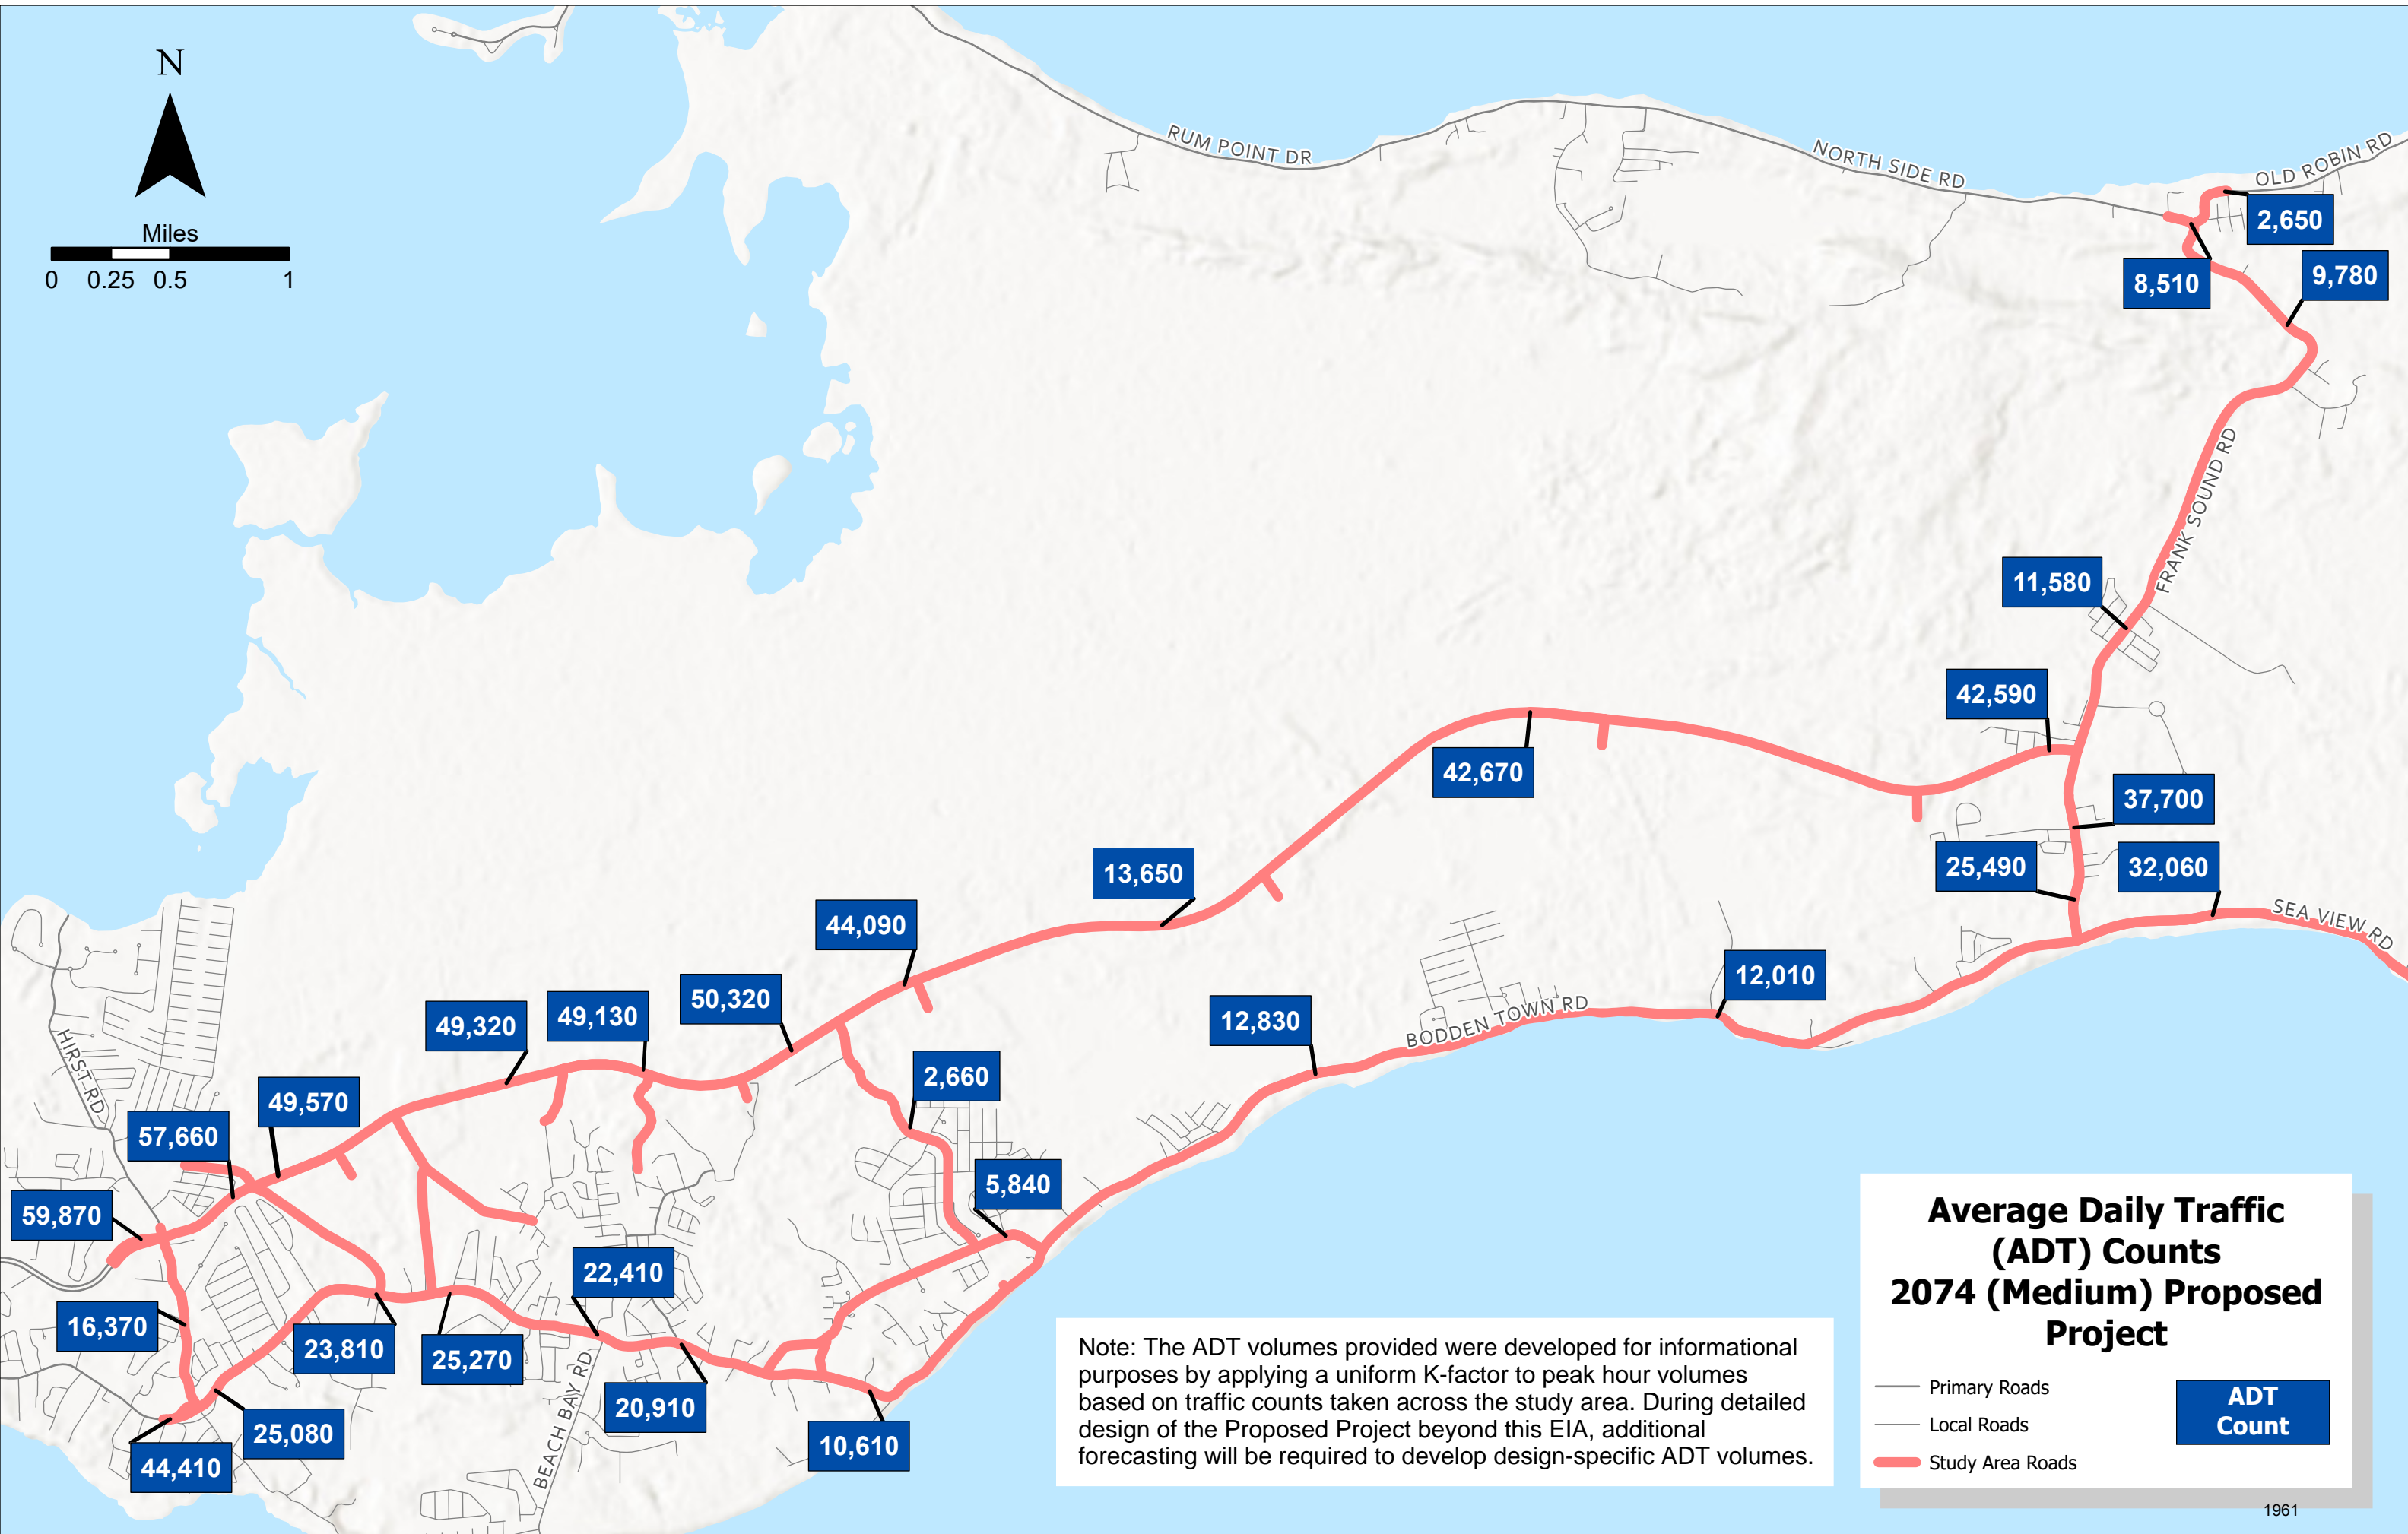 N
Miles
0 0.25 0.5 1
RUM POINT DR
NORTH SIDE RD
OLD ROBIN RD
2,650
8,510
9,780
FRANK SOUND RD
11,580
42,590
42,670
37,700
25,490
32,060
SEA VIEW RD
13,650
44,090
50,320
49,130
49,320
12,010
12,830
BODDEN TOWN RD
HIRST RD
49,570
57,660
2,660
5,840
59,870
22,410
16,370
23,810
25,270
20,910
BEACH BAY RD
25,080
44,410
10,610
Note: The ADT volumes provided were developed for informational
purposes by applying a uniform K-factor to peak hour volumes
based on traffic counts taken across the study area. During detailed
design of the Proposed Project beyond this EIA, additional
forecasting will be required to develop design-specific ADT volumes.
Average Daily Traffic
(ADT) Counts
2074 (Medium) Proposed
Project
Primary Roads
Local Roads
Study Area Roads
ADT
Count
1961